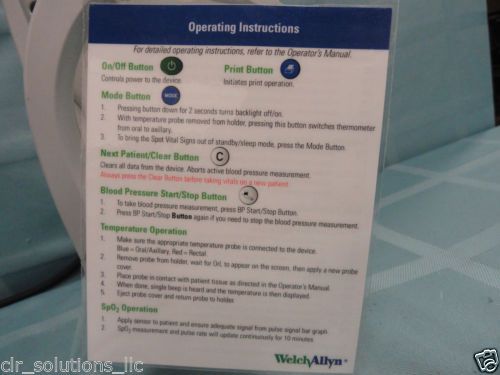 Operating Instructions
For detailed operating instructions, refer to the Operator's Manual.
On/Off Button
Controls power to the device.
Print Button
Initiates print operation.
Mode Button
MODE
1. Pressing button down for 2 seconds turns backlight off/on.
2. With temperature probe removed from holder, pressing this button switches thermometer
from oral to axillary.
3. To bring the Spot Vital Signs out of standby/sleep mode, press the Mode Button.
Next Patient/Clear Button
C
Clears all data from the device. Aborts active blood pressure measurement.
Always press the Clear Button before taking vitals on a new patient.
Blood Pressure Start/Stop Button
1. To take blood pressure measurement, press BP Start/Stop Button.
2. Press BP Start/Stop Button again if you need to stop the blood pressure measurement.
Temperature Operation
1. Make sure the appropriate temperature probe is connected to the device.
Blue = Oral/Axillary, Red = Rectal.
2. Remove probe from holder, wait for Orl, to appear on the screen, then apply a new probe
cover.
3. Place probe in contact with patient tissue as directed in the Operator's Manual.
4. When done, single beep is heard and the temperature is then displayed.
5. Eject probe cover and return probe to holder.
SpO2 Operation
1. Apply sensor to patient and ensure adequate signal from pulse signal bar graph.
2. SpO2 measurement and pulse rate will update continuously for 10 minutes.
WelchAllyn
clr_solutions_llc